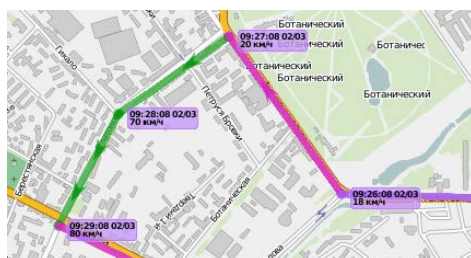 Ботанический
09:27:08 02/03
20 км/ч
Ботанический
Ботаничес
Ботанический
Ботанический
Гикало
Петруся Бровки
Ботанический
09:28:08 02/03
70 км/ч
Берестянская
Ботаническая
09:26:08 02/03
18 км/ч
09:29:08 02/03
80 км/ч